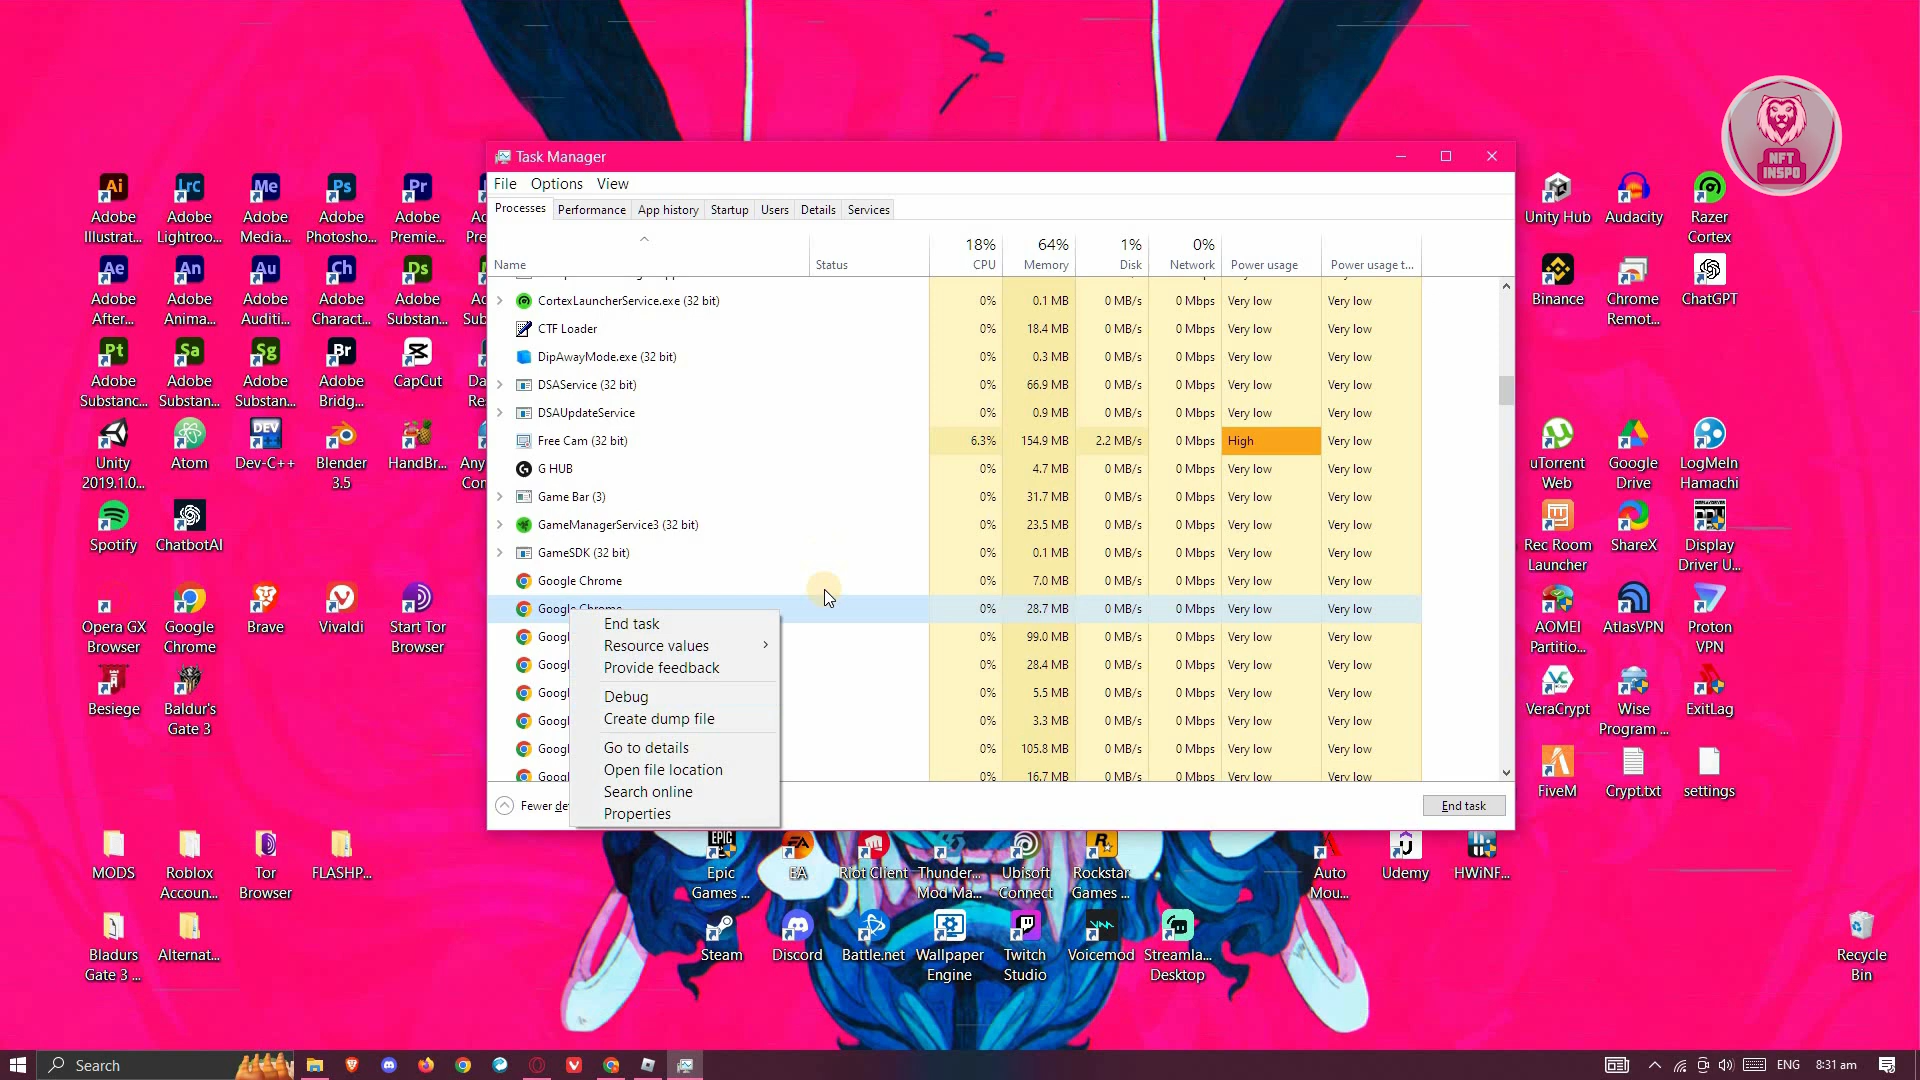 NFT
INSPO
Task Manager
File Options View
Processes Performance App history Startup Users Details Services
18% 64% 1% 0%
Name Status CPU Memory Disk Network Power usage Power usage t...
CortexLauncherService.exe (32 bit) 0% 0.1 MB 0 MB/s 0 Mbps Very low Very low
CTF Loader 0% 18.4 MB 0 MB/s 0 Mbps Very low Very low
DipAwayMode.exe (32 bit) 0% 0.3 MB 0 MB/s 0 Mbps Very low Very low
DSAService (32 bit) 0% 66.9 MB 0 MB/s 0 Mbps Very low Very low
DSAUpdateService 0% 0.9 MB 0 MB/s 0 Mbps Very low Very low
Free Cam (32 bit) 6.3% 154.9 MB 2.2 MB/s 0 Mbps High Very low
G HUB 0% 4.7 MB 0 MB/s 0 Mbps Very low Very low
Game Bar (3) 0% 31.7 MB 0 MB/s 0 Mbps Very low Very low
GameManagerService3 (32 bit) 0% 23.5 MB 0 MB/s 0 Mbps Very low Very low
GameSDK (32 bit) 0% 0.1 MB 0 MB/s 0 Mbps Very low Very low
Google Chrome 0% 7.0 MB 0 MB/s 0 Mbps Very low Very low
Google Chrome 0% 28.7 MB 0 MB/s 0 Mbps Very low Very low
Googl 0% 99.0 MB 0 MB/s 0 Mbps Very low Very low
Googl 0% 28.4 MB 0 MB/s 0 Mbps Very low Very low
Googl 0% 5.5 MB 0 MB/s 0 Mbps Very low Very low
Googl 0% 3.3 MB 0 MB/s 0 Mbps Very low Very low
Googl 0% 105.8 MB 0 MB/s 0 Mbps Very low Very low
Googl 0% 16.7 MB 0 MB/s 0 Mbps Very low Very low
End task
Resource values
Provide feedback
Debug
Create dump file
Go to details
Open file location
Search online
Properties
Fewer det
End task
Adobe Illustrat...
Adobe Lightroo...
Adobe Media...
Adobe Photosho...
Adobe Premie...
Ac
Pre
Adobe After...
Adobe Anima...
Adobe Auditi...
Adobe Charact...
Adobe Substan...
Sub
Adobe Substanc...
Adobe Substan...
Adobe Substan...
Adobe Bridg...
CapCut
Da
Res
Unity 2019.1.0...
Atom
Dev-C++
Blender 3.5
HandBr...
Any
Con
Spotify
ChatbotAI
Opera GX Browser
Google Chrome
Brave
Vivaldi
Start Tor Browser
Besiege
Baldur's Gate 3
MODS
Roblox Accoun...
Tor Browser
FLASHP...
Bladurs Gate 3 ...
Alternat...
Unity Hub
Audacity
Razer Cortex
Binance
Chrome Remot...
ChatGPT
uTorrent Web
Google Drive
LogMeIn Hamachi
Rec Room Launcher
ShareX
Display Driver U...
AOMEI Partitio...
AtlasVPN
Proton VPN
VeraCrypt
Wise Program ...
ExitLag
FiveM
Crypt.txt
settings
Epic Games ...
EA
Riot Client
Thunder... Mod Ma...
Ubisoft Connect
Rockstar Games ...
Auto Mou...
Udemy
HWiNF...
Steam
Discord
Battle.net
Wallpaper Engine
Twitch Studio
Voicemod
Streamla... Desktop
Recycle Bin
Search
ENG 8:31 am